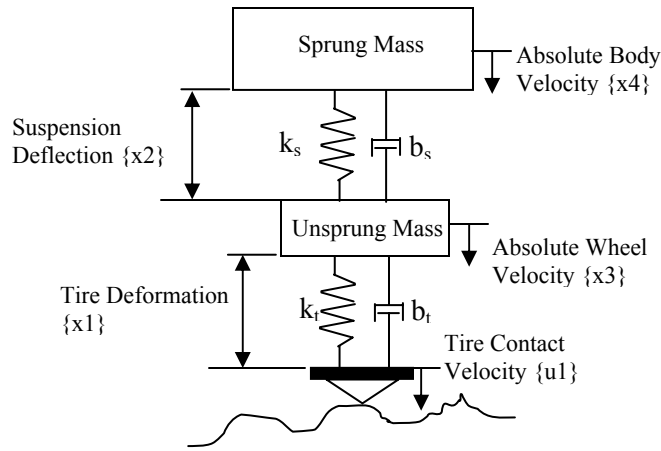 Sprung Mass
Absolute Body
Velocity {x4}
Suspension
Deflection {x2}
kₛ
bₛ
Unsprung Mass
Absolute Wheel
Velocity {x3}
Tire Deformation
{x1}
kₜ
bₜ
Tire Contact
Velocity {u1}